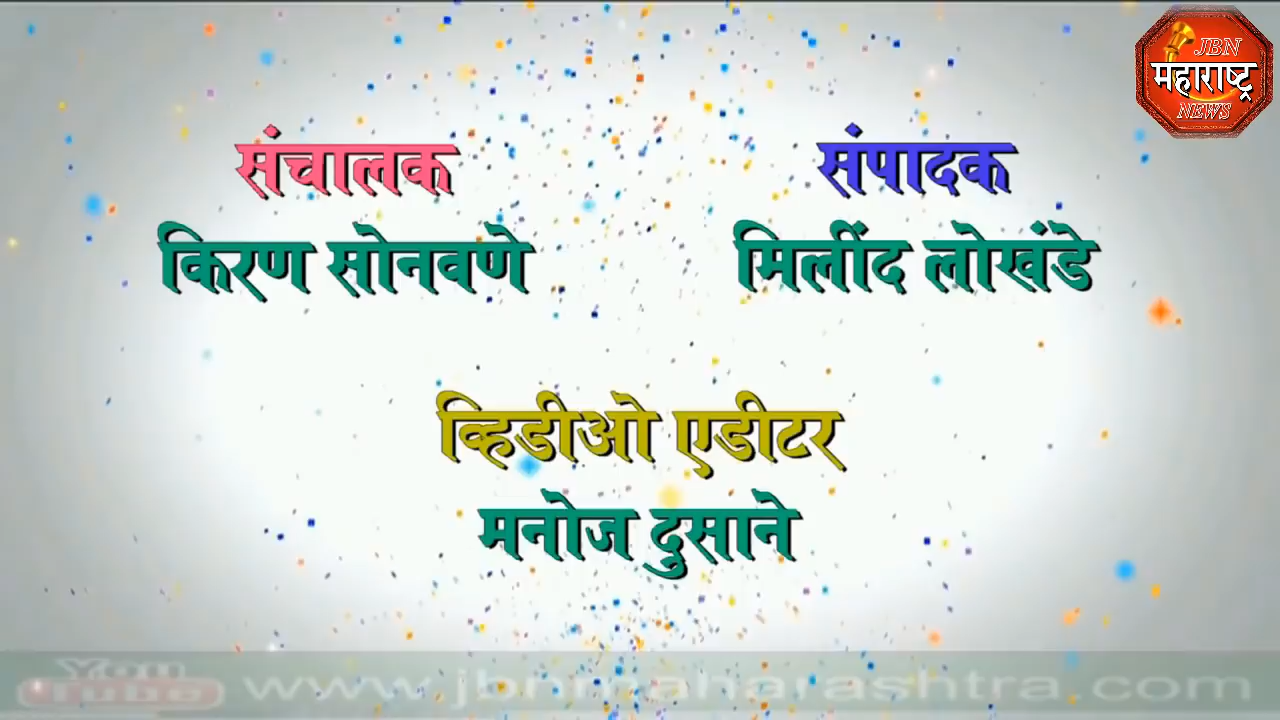 JBN
महाराष्ट्र
NEWS
संचालक
संपादक
किरण सोनवणे
मिलींद लोखंडे
व्हिडीओ एडीटर
मनोज दुसाने
You
Tube
www.jbnmaharashtra.com